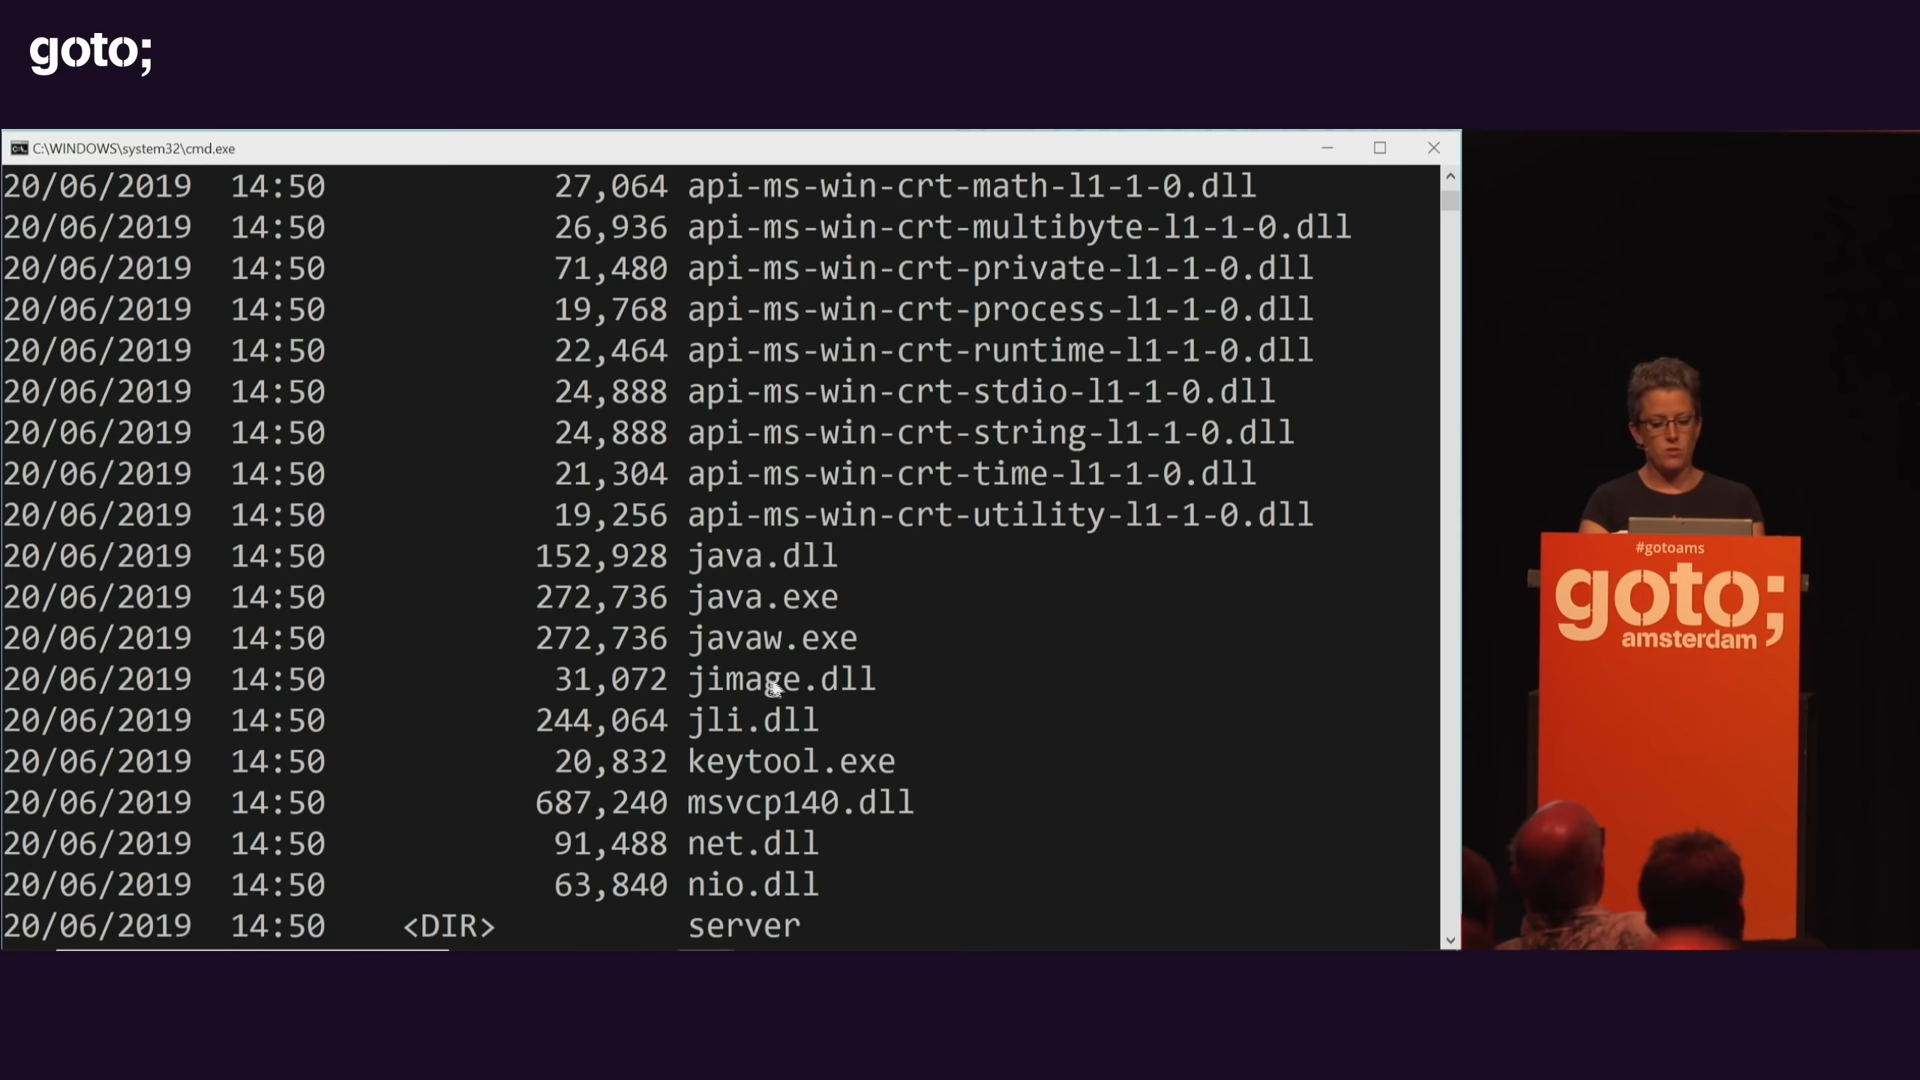 goto;
C:\WINDOWS\system32\cmd.exe
20/06/2019 14:50 27,064 api-ms-win-crt-math-l1-1-0.dll
20/06/2019 14:50 26,936 api-ms-win-crt-multibyte-l1-1-0.dll
20/06/2019 14:50 71,480 api-ms-win-crt-private-l1-1-0.dll
20/06/2019 14:50 19,768 api-ms-win-crt-process-l1-1-0.dll
20/06/2019 14:50 22,464 api-ms-win-crt-runtime-l1-1-0.dll
20/06/2019 14:50 24,888 api-ms-win-crt-stdio-l1-1-0.dll
20/06/2019 14:50 24,888 api-ms-win-crt-string-l1-1-0.dll
20/06/2019 14:50 21,304 api-ms-win-crt-time-l1-1-0.dll
20/06/2019 14:50 19,256 api-ms-win-crt-utility-l1-1-0.dll
20/06/2019 14:50 152,928 java.dll
20/06/2019 14:50 272,736 java.exe
20/06/2019 14:50 272,736 javaw.exe
20/06/2019 14:50 31,072 jimage.dll
20/06/2019 14:50 244,064 jli.dll
20/06/2019 14:50 20,832 keytool.exe
20/06/2019 14:50 687,240 msvcp140.dll
20/06/2019 14:50 91,488 net.dll
20/06/2019 14:50 63,840 nio.dll
20/06/2019 14:50 <DIR> server
#gotoams
goto;
amsterdam